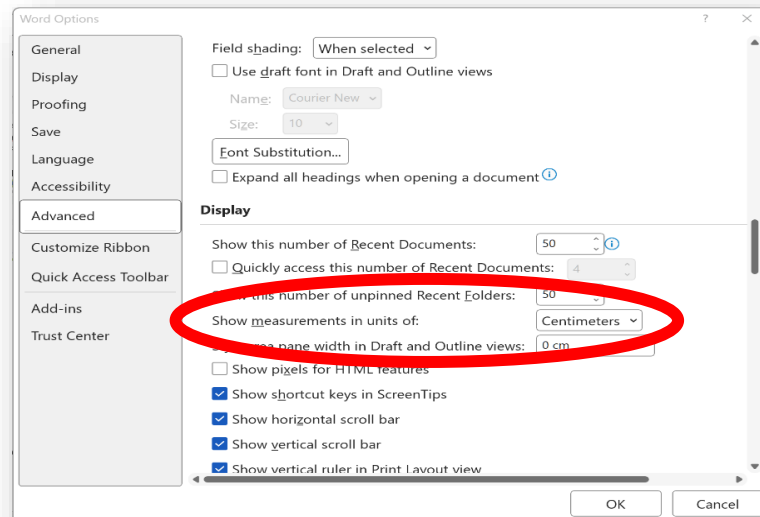 Word Options
General
Display
Proofing
Save
Language
Accessibility
Advanced
Customize Ribbon
Quick Access Toolbar
Add-ins
Trust Center
Field shading: When selected
Use draft font in Draft and Outline views
Name: Courier New
Size: 10
Font Substitution...
Expand all headings when opening a document
Display
Show this number of Recent Documents: 50
Quickly access this number of Recent Documents: 4
this number of unpinned Recent Folders: 50
Show measurements in units of: Centimeters
area pane width in Draft and Outline views: 0 cm
Show pixels for HTML features
Show shortcut keys in ScreenTips
Show horizontal scroll bar
Show vertical scroll bar
Show vertical ruler in Print Layout view
OK Cancel